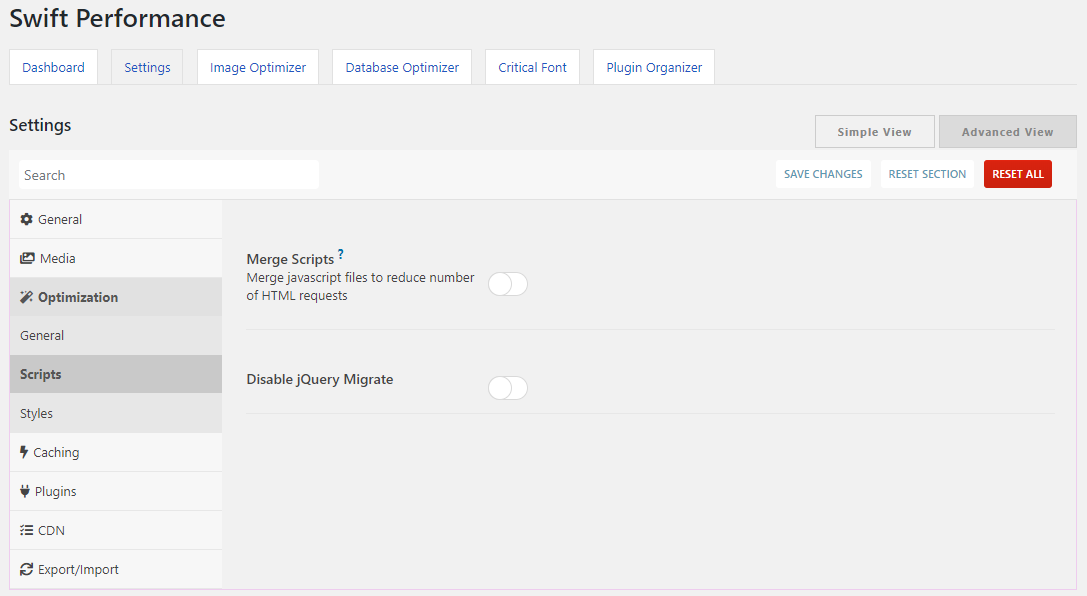 Swift Performance
Dashboard
Settings
Image Optimizer
Database Optimizer
Critical Font
Plugin Organizer
Settings
Simple View
Advanced View
Search
SAVE CHANGES
RESET SECTION
RESET ALL
General
Media
Optimization
General
Scripts
Styles
Caching
Plugins
CDN
Export/Import
Merge Scripts ?
Merge javascript files to reduce number
of HTML requests
Disable jQuery Migrate